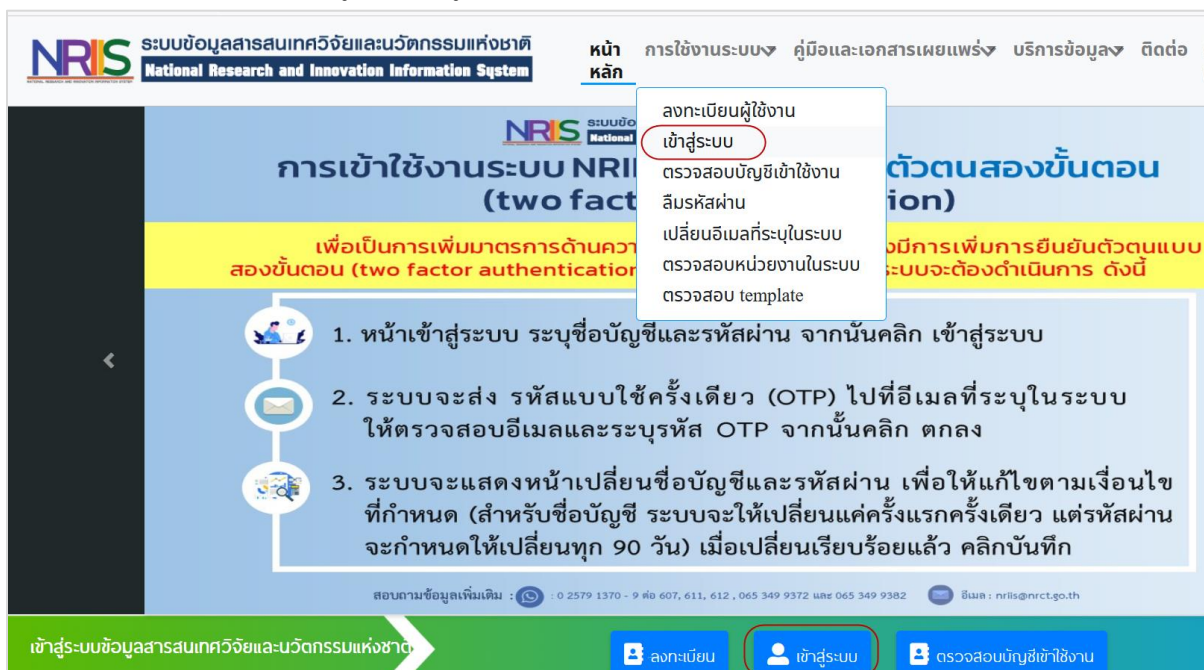 NRIIS ระบบข้อมูลสารสนเทศวิจัยและนวัตกรรมแห่งชาติ
National Research and Innovation Information System
หน้าหลัก การใช้งานระบบ คู่มือและเอกสารเผยแพร่ บริการข้อมูล ติดต่อ
ลงทะเบียนผู้ใช้งาน
เข้าสู่ระบบ
ตรวจสอบบัญชีเข้าใช้งาน
ลืมรหัสผ่าน
เปลี่ยนอีเมลที่ระบุในระบบ
ตรวจสอบหน่วยงานในระบบ
ตรวจสอบ template
NRIIS ระบบข้อ
National
การเข้าใช้งานระบบ NRII ตัวตนสองขั้นตอน
(two fact ion)
เพื่อเป็นการเพิ่มมาตรการด้านควา งมีการเพิ่มการยืนยันตัวตนแบบ
สองขั้นตอน (two factor authentication ระบบจะต้องดำเนินการ ดังนี้
1. หน้าเข้าสู่ระบบ ระบุชื่อบัญชีและรหัสผ่าน จากนั้นคลิก เข้าสู่ระบบ
2. ระบบจะส่ง รหัสแบบใช้ครั้งเดียว (OTP) ไปที่อีเมลที่ระบุในระบบ
ให้ตรวจสอบอีเมลและระบุรหัส OTP จากนั้นคลิก ตกลง
3. ระบบจะแสดงหน้าเปลี่ยนชื่อบัญชีและรหัสผ่าน เพื่อให้แก้ไขตามเงื่อนไข
ที่กำหนด (สำหรับชื่อบัญชี ระบบจะให้เปลี่ยนแค่ครั้งแรกครั้งเดียว แต่รหัสผ่าน
จะกำหนดให้เปลี่ยนทุก 90 วัน) เมื่อเปลี่ยนเรียบร้อยแล้ว คลิกบันทึก
สอบถามข้อมูลเพิ่มเติม : : 0 2579 1370 - 9 ต่อ 607, 611, 612 , 065 349 9372 และ 065 349 9382 อีเมล : nriis@nrct.go.th
เข้าสู่ระบบข้อมูลสารสนเทศวิจัยและนวัตกรรมแห่งชาติ ลงทะเบียน เข้าสู่ระบบ ตรวจสอบบัญชีเข้าใช้งาน